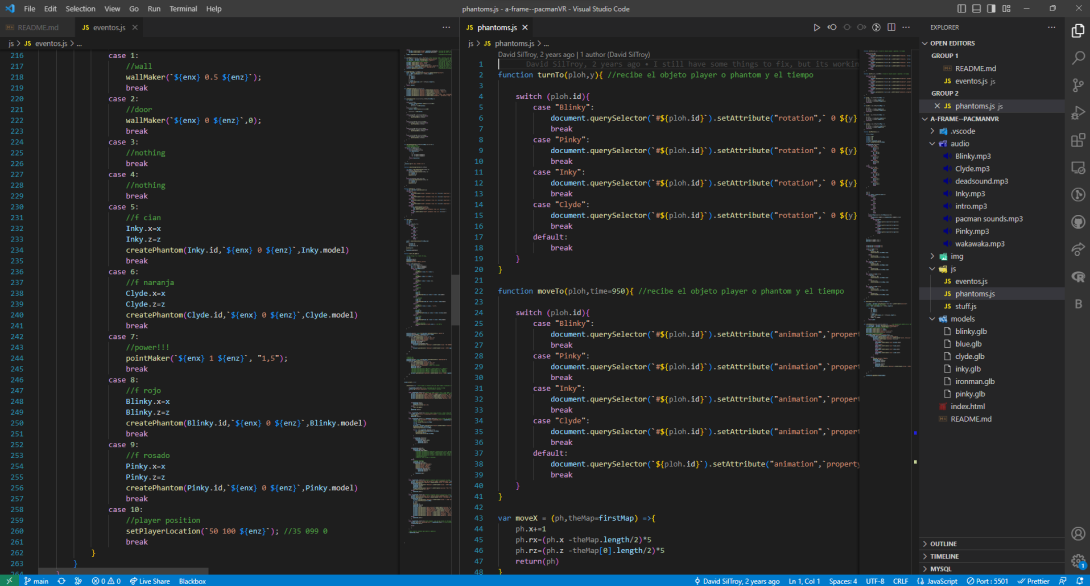 File Edit Selection View Go Run Terminal Help
phantoms.js - a-frame--pacmanVR - Visual Studio Code
README.md
JS eventos.js
js > JS eventos.js > ...
216 case 1:
217 //wall
218 wallMaker(`${enx} 0.5 ${enz}`);
219 break
220 case 2:
221 //door
222 wallMaker(`${enx} 0 ${enz}`,0);
223 break
224 case 3:
225 //nothing
226 break
227 case 4:
228 //nothing
229 break
230 case 5:
231 //f cian
232 Inky.x=x
233 Inky.z=z
234 createPhantom(Inky.id,`${enx} 0 ${enz}`,Inky.model)
235 break
236 case 6:
237 //f naranja
238 Clyde.x=x
239 Clyde.z=z
240 createPhantom(Clyde.id,`${enx} 0 ${enz}`,Clyde.model)
241 break
242 case 7:
243 //power!!!
244 pointMaker(`${enx} 1 ${enz}`, "1,5");
245 break
246 case 8:
247 //f rojo
248 Blinky.x=x
249 Blinky.z=z
250 createPhantom(Blinky.id,`${enx} 0 ${enz}`,Blinky.model)
251 break
252 case 9:
253 //f rosado
254 Pinky.x=x
255 Pinky.z=z
256 createPhantom(Pinky.id,`${enx} 0 ${enz}`,Pinky.model)
257 break
258 case 10:
259 //player position
260 setPlayerLocation(`50 100 ${enz}`); //35 099 0
261 break
262 }
263 }
JS phantoms.js
js > JS phantoms.js > ...
David SilTroy, 2 years ago | 1 author (David SilTroy)
1 David SilTroy, 2 years ago • I still have some things to fix, but its workin
2 function turnTo(ploh,y){ //recibe el objeto player o phantom y el tiempo
3
4 switch (ploh.id){
5 case "Blinky":
6 document.querySelector(`#${ploh.id}`).setAttribute("rotation",` 0 ${y}
7 break
8 case "Pinky":
9 document.querySelector(`#${ploh.id}`).setAttribute("rotation",` 0 ${y}
10 break
11 case "Inky":
12 document.querySelector(`#${ploh.id}`).setAttribute("rotation",` 0 ${y}
13 break
14 case "Clyde":
15 document.querySelector(`#${ploh.id}`).setAttribute("rotation",` 0 ${y}
16 break
17 default:
18 break
19 }
20 }
21
22 function moveTo(ploh,time=950){ //recibe el objeto player o phantom y el tiempo
23
24 switch (ploh.id){
25 case "Blinky":
26 document.querySelector(`#${ploh.id}`).setAttribute("animation",`proper
27 break
28 case "Pinky":
29 document.querySelector(`#${ploh.id}`).setAttribute("animation",`proper
30 break
31 case "Inky":
32 document.querySelector(`#${ploh.id}`).setAttribute("animation",`proper
33 break
34 case "Clyde":
35 document.querySelector(`#${ploh.id}`).setAttribute("animation",`proper
36 break
37 default:
38 document.querySelector(`${ploh.id}`).setAttribute("animation",`property
39 break
40 }
41 }
42
43 var moveX = (ph,theMap=firstMap) =>{
44 ph.x+=1
45 ph.rx=(ph.x -theMap.length/2)*5
46 ph.rz=(ph.z -theMap[0].length/2)*5
47 return(ph)
48 }
EXPLORER
OPEN EDITORS
GROUP 1
README.md
JS eventos.js js
GROUP 2
JS phantoms.js js
A-FRAME--PACMANVR
.vscode
audio
Blinky.mp3
Clyde.mp3
deadsound.mp3
Inky.mp3
intro.mp3
pacman sounds.mp3
Pinky.mp3
wakawaka.mp3
img
js
JS eventos.js
JS phantoms.js
JS stuff.js
models
blinky.glb
blue.glb
clyde.glb
inky.glb
ironman.glb
pinky.glb
index.html
README.md
OUTLINE
TIMELINE
MYSQL
main
0 0
Live Share
Blackbox
David SilTroy, 2 years ago
Ln 1, Col 1
Spaces: 4
UTF-8
CRLF
JavaScript
Port : 5501
Prettier